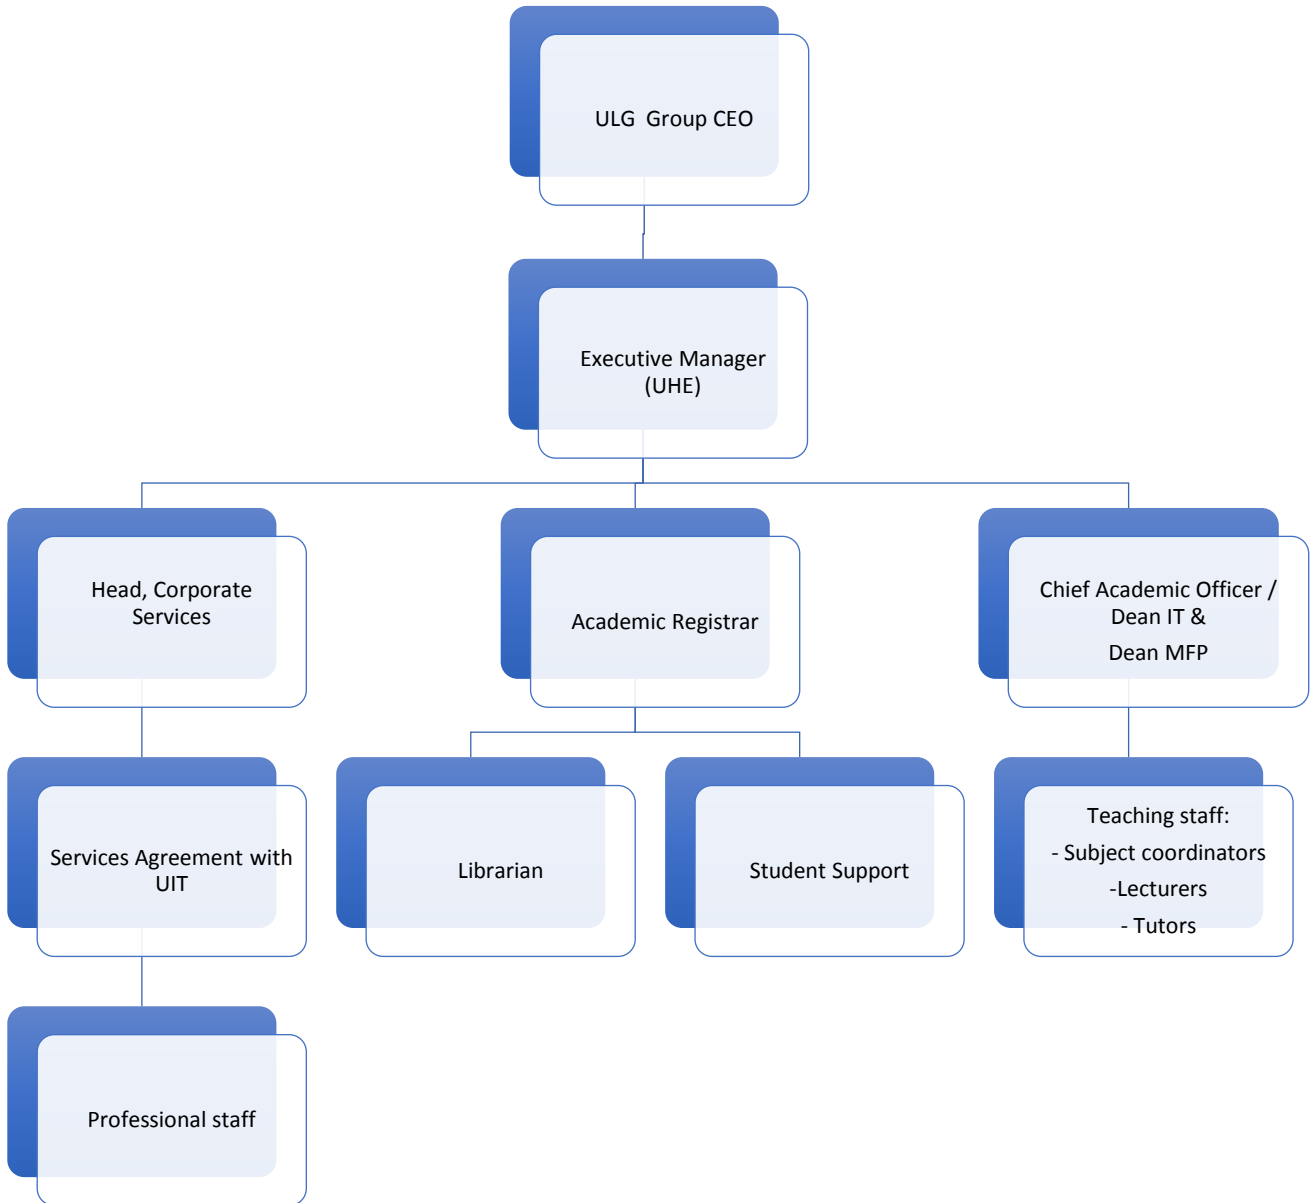 ULG  Group CEO
Executive Manager
(UHE)
Head, Corporate
Services
Academic Registrar
Chief Academic Officer /
Dean IT &
Dean MFP
Services Agreement with
UIT
Librarian
Student Support
Teaching staff:
- Subject coordinators
-Lecturers
- Tutors
Professional staff